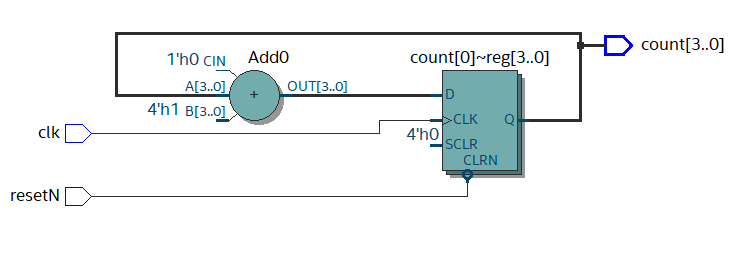 count[3..0]
Add0
count[0]~reg[3..0]
1'h0 CIN
A[3..0]
OUT[3..0]
4'h1 B[3..0]
D
clk
CLK
Q
4'h0
SCLR
CLRN
resetN
+